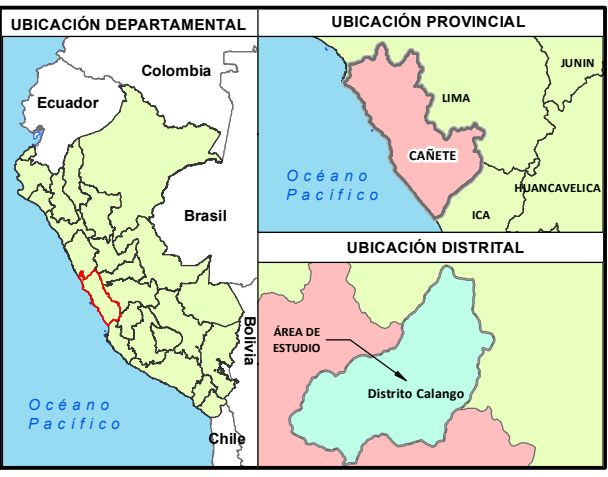 UBICACIÓN DEPARTAMENTAL
Colombia
Ecuador
Brasil
Bolivia
Océano
Pacífico
Chile
UBICACIÓN PROVINCIAL
JUNIN
LIMA
CAÑETE
Océano
Pacífico
HUANCAVELICA
ICA
UBICACIÓN DISTRITAL
ÁREA DE
ESTUDIO
Distrito Calango